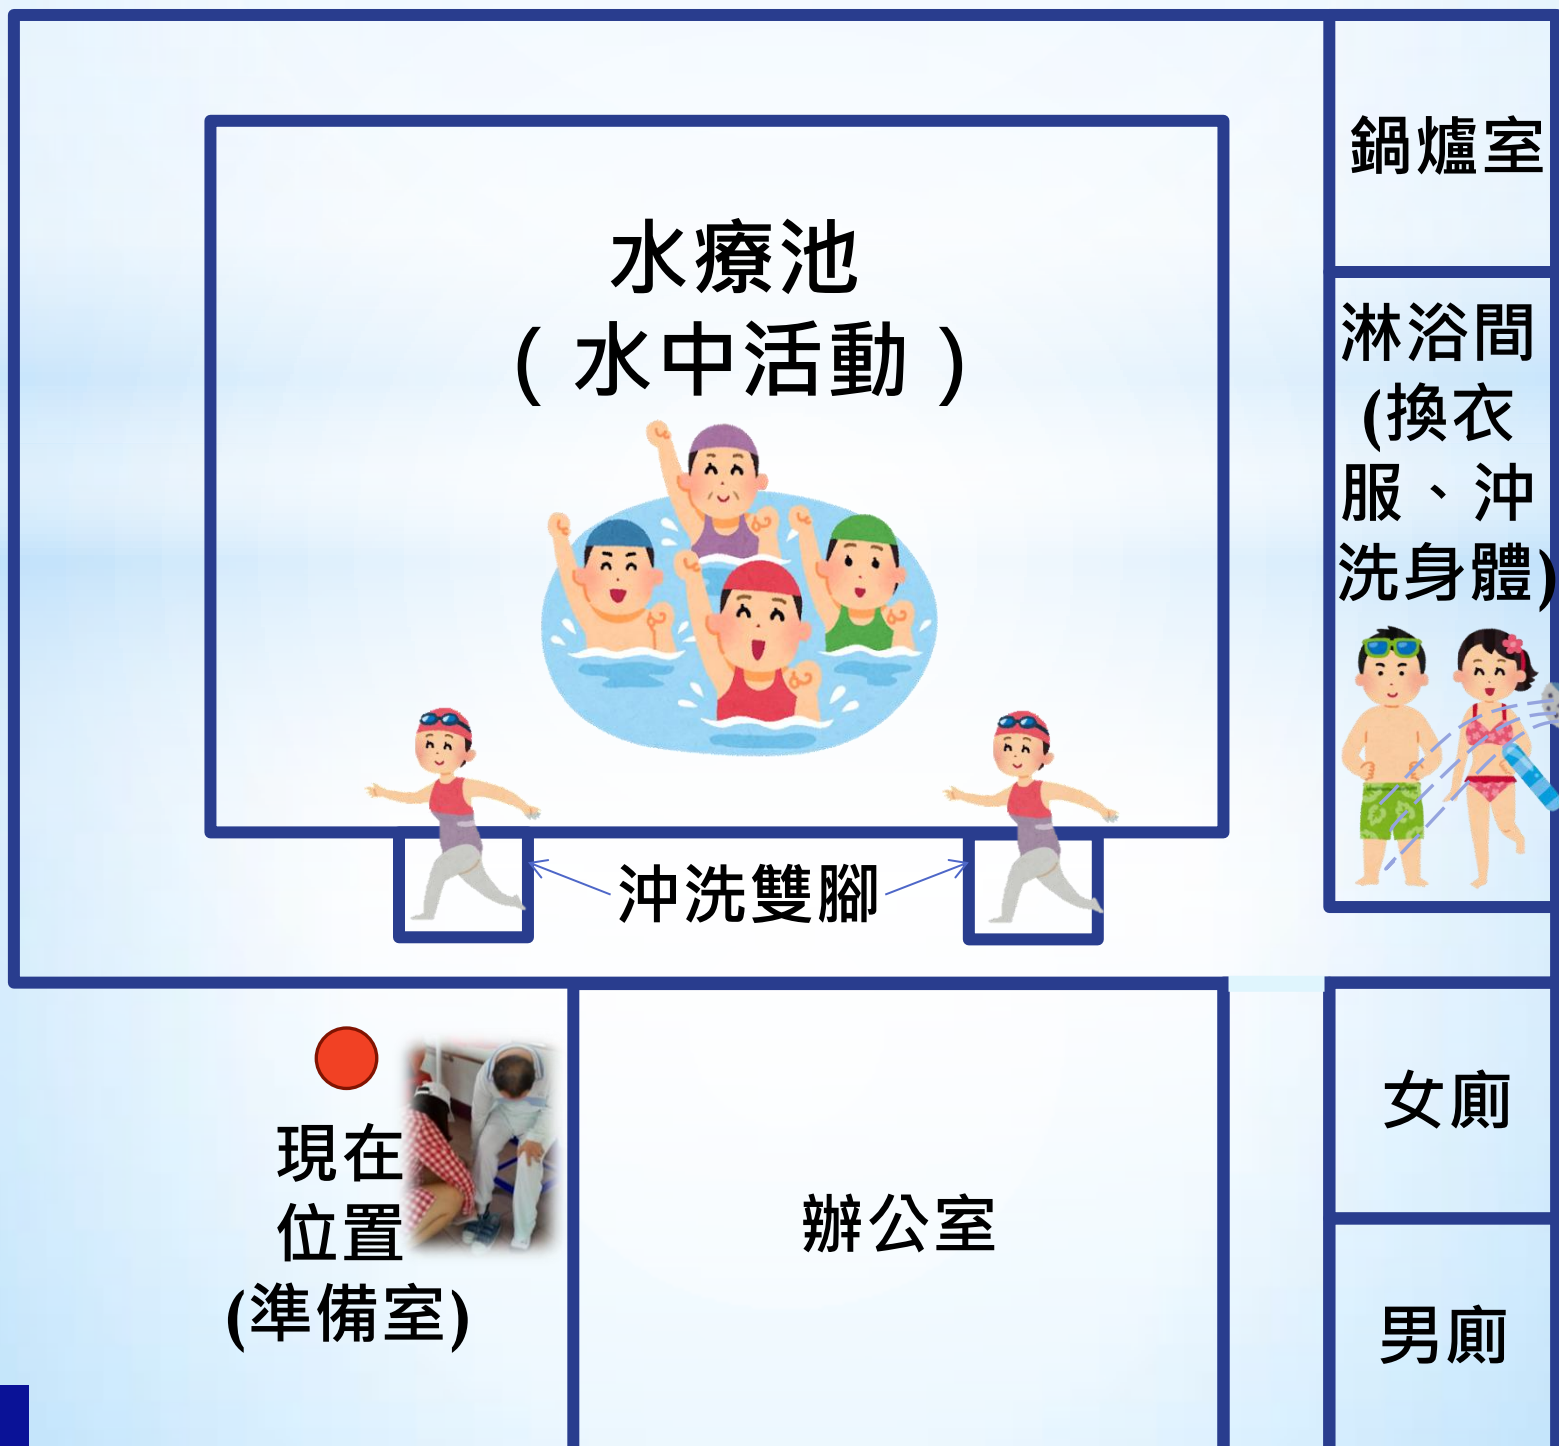 鍋爐室
水療池
（水中活動）
淋浴間
(換衣
服、沖
洗身體)
沖洗雙腳
現在
位置
(準備室)
辦公室
女廁
男廁